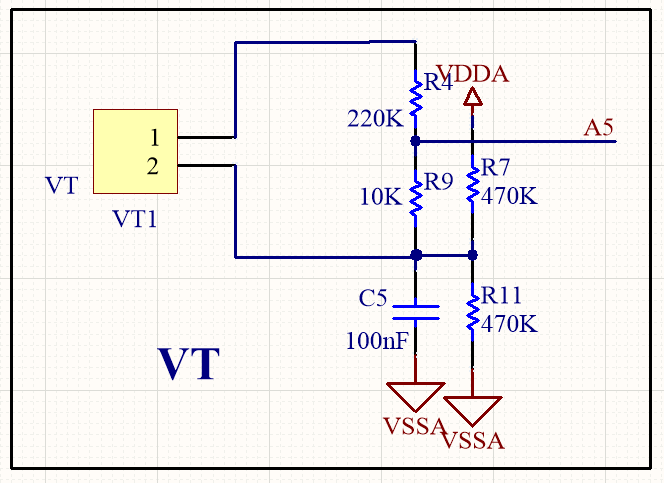 VDDA
R4
220K
A5
1
2
VT
VT1
R9
10K
R7
470K
C5
100nF
R11
470K
VT
VSSA
VSSA